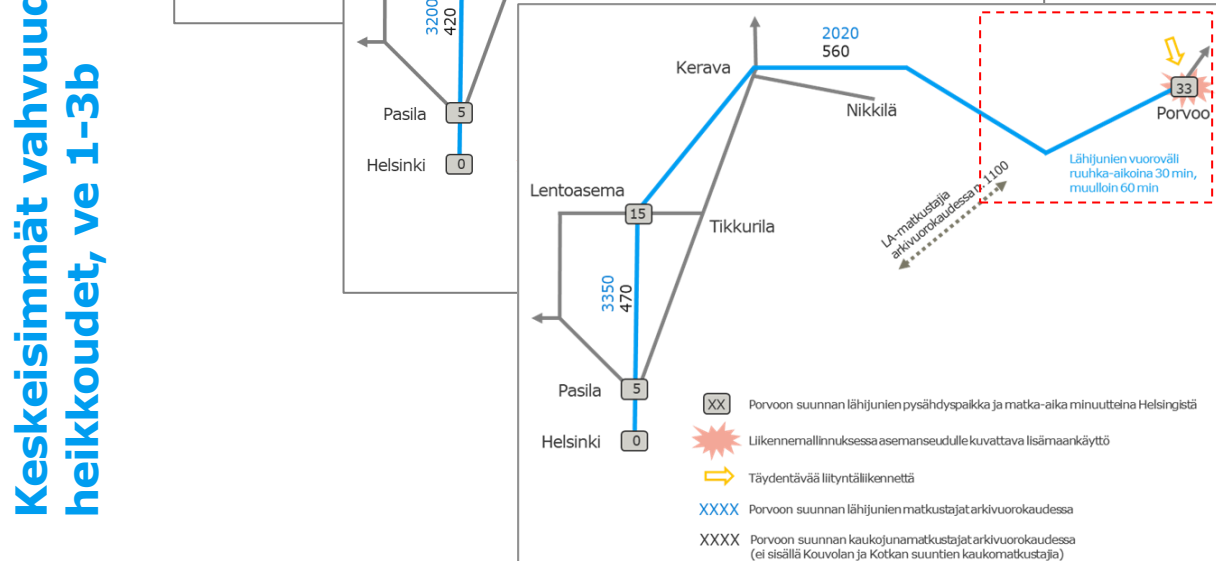 Keskeisimmät vahvuud
heikkoudet, ve 1-3b
3200
420
Pasila
5
Helsinki
0
2020
560
Kerava
Nikkilä
33
Porvoo
Lähijunien vuoroväli
ruuhka-aikoina 30 min,
muulloin 60 min
LA-matkustajia
arkivuorokaudessa n. 1100
Lentoasema
15
Tikkurila
3350
470
Pasila
5
Helsinki
0
XX Porvoon suunnan lähijunien pysähdyspaikka ja matka-aika minuutteina Helsingistä
Liikennemallinnuksessa asemanseudulle kuvattava lisämaankäyttö
Täydentävää liityntäliikennettä
XXXX Porvoon suunnan lähijunien matkustajat arkivuorokaudessa
XXXX Porvoon suunnan kaukojunamatkustajat arkivuorokaudessa
(ei sisällä Kouvolan ja Kotkan suuntien kaukomatkustajia)